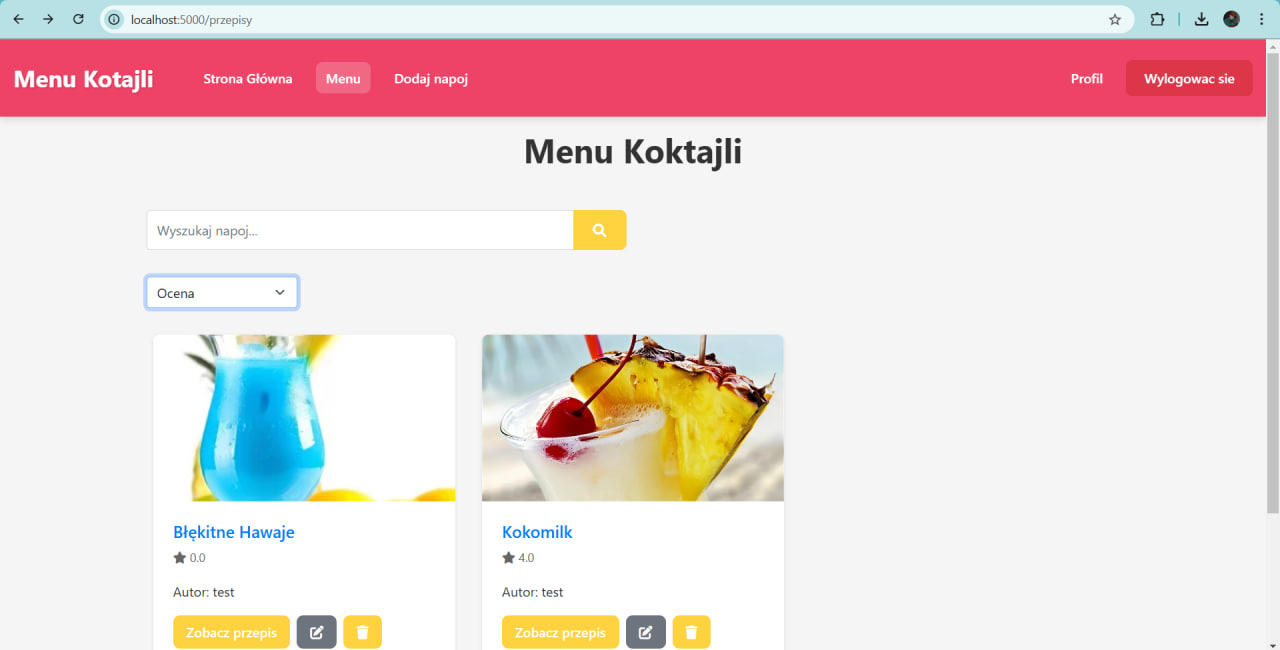 localhost:5000/przepisy
Menu Kotajli
Strona Główna
Menu
Dodaj napoj
Profil
Wylogowac sie
Menu Koktajli
Wyszukaj napoj...
Ocena
Błękitne Hawaje
0.0
Autor: test
Zobacz przepis
Kokomilk
4.0
Autor: test
Zobacz przepis